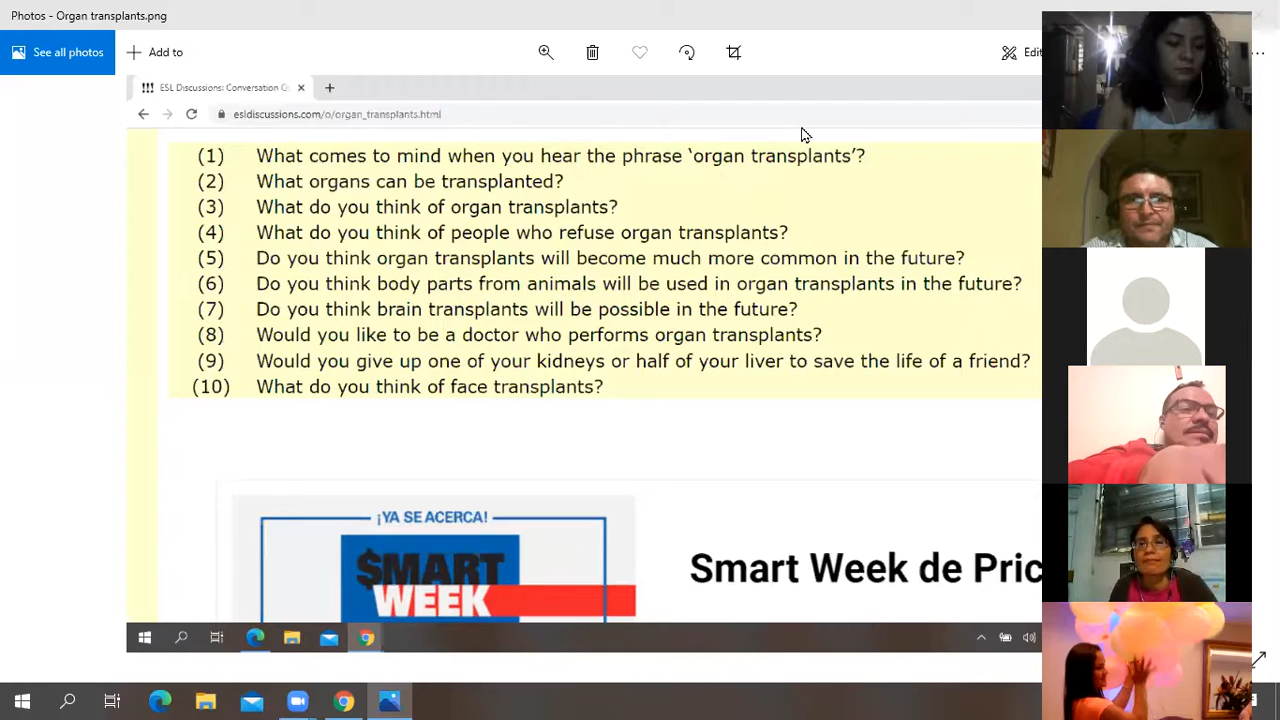 Photos - Organ transplants.png
See all photos
Add to
Edit
ESL Discussions: Conversation
esldiscussions.com/o/organ_transplants.html
(1) What comes to mind when you hear the phrase ‘organ transplants’?
(2) What organs can be transplanted?
(3) What do you think of organ transplants?
(4) What do you think of people who refuse organ transplants?
(5) Do you think organ transplants will become much more common in the future?
(6) Do you think body parts from animals will be used in organ transplants in the future?
(7) Do you think brain transplants will be possible in the future?
(8) Would you like to be a doctor who performs organ transplants?
(9) Would you give up one of your kidneys or half of your liver to save the life of a friend?
(10) What do you think of face transplants?
¡YA SE ACERCA!
$MART
WEEK
Smart Week de Pric